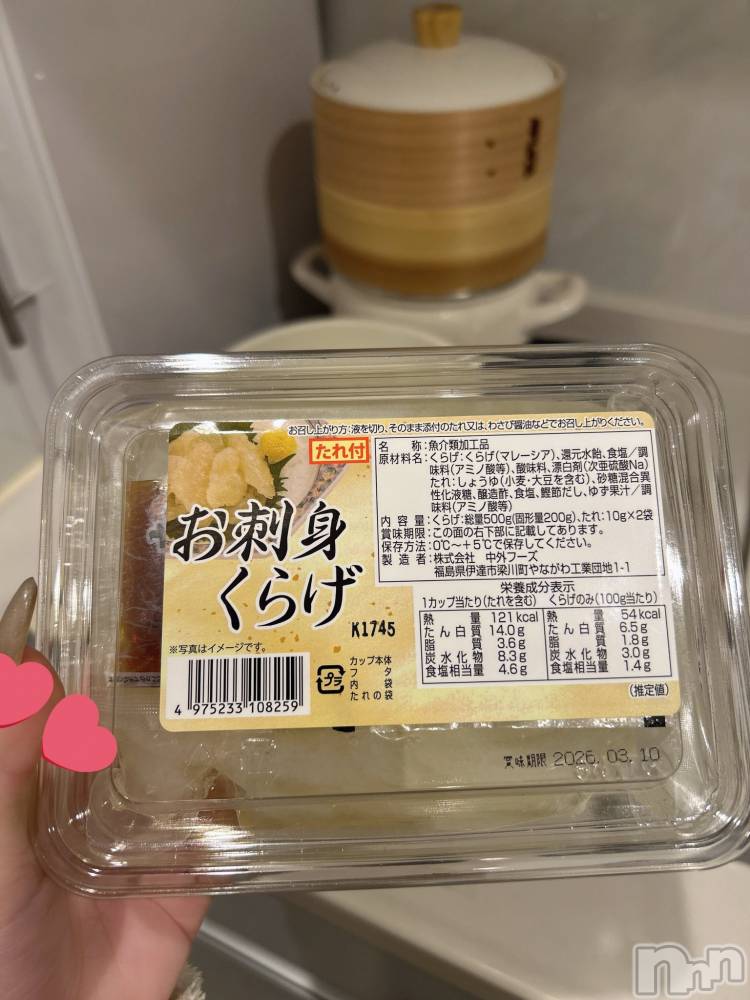 お召し上がり方:液を切り、そのまま添付のたれ又は、わさび醤油などでお召し上がりください。
たれ付
お刺身
くらげ
K1745
※写真はイメージです。
4 975233 108259
プラ
カップ本体
フタ
内袋
たれの袋
名称:魚介類加工品
原材料名:くらげ:くらげ(マレーシア)、還元水飴、食塩/調
味料(アミノ酸等)、酸味料、漂白剤(次亜硫酸Na)
たれ:しょうゆ(小麦・大豆を含む)、砂糖混合異
性化液糖、醸造酢、食塩、鰹節だし、ゆず果汁/調
味料(アミノ酸等)
内容量:くらげ:総量500g(固形量200g)、たれ:10g×2袋
賞味期限:この面の右下部に記載してあります。
保存方法:0℃~+5℃で保存してください。
製造者:株式会社 中外フーズ
福島県伊達市梁川町やながわ工業団地1-1
栄養成分表示
1カップ当たり(たれを含む) くらげのみ(100g当たり)
熱量 121kcal 熱量 54kcal
たん白質 14.0g たん白質 6.5g
脂質 3.6g 脂質 1.8g
炭水化物 8.3g 炭水化物 3.0g
食塩相当量 4.6g 食塩相当量 1.4g
(推定値)
賞味期限 2026.03.10
nnn